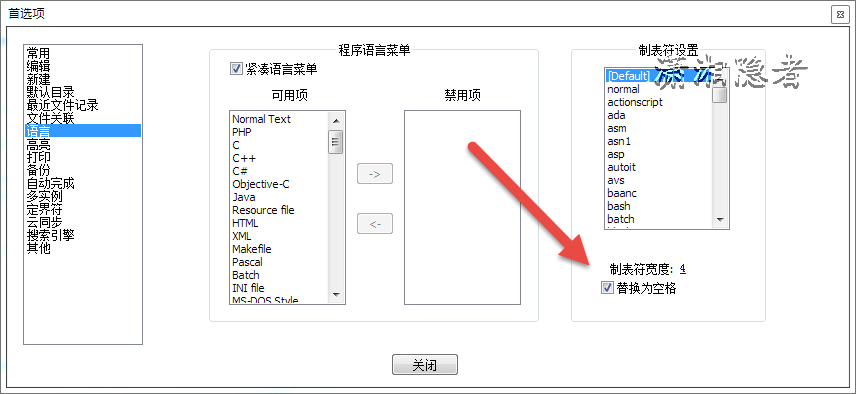 首选项
常用
编辑
新建
默认目录
最近文件记录
文件关联
语言
高亮
打印
备份
自动完成
多实例
定界符
云同步
搜索引擎
其他
程序语言菜单
紧凑语言菜单
可用项
禁用项
Normal Text
PHP
C
C++
C#
Objective-C
Java
Resource file
HTML
XML
Makefile
Pascal
Batch
INI file
MS-DOS Style
->
<-
制表符设置
潇湘隐者
[Default]
normal
actionscript
ada
asm
asn1
asp
autoit
avs
baanc
bash
batch
制表符宽度: 4
替换为空格
关闭